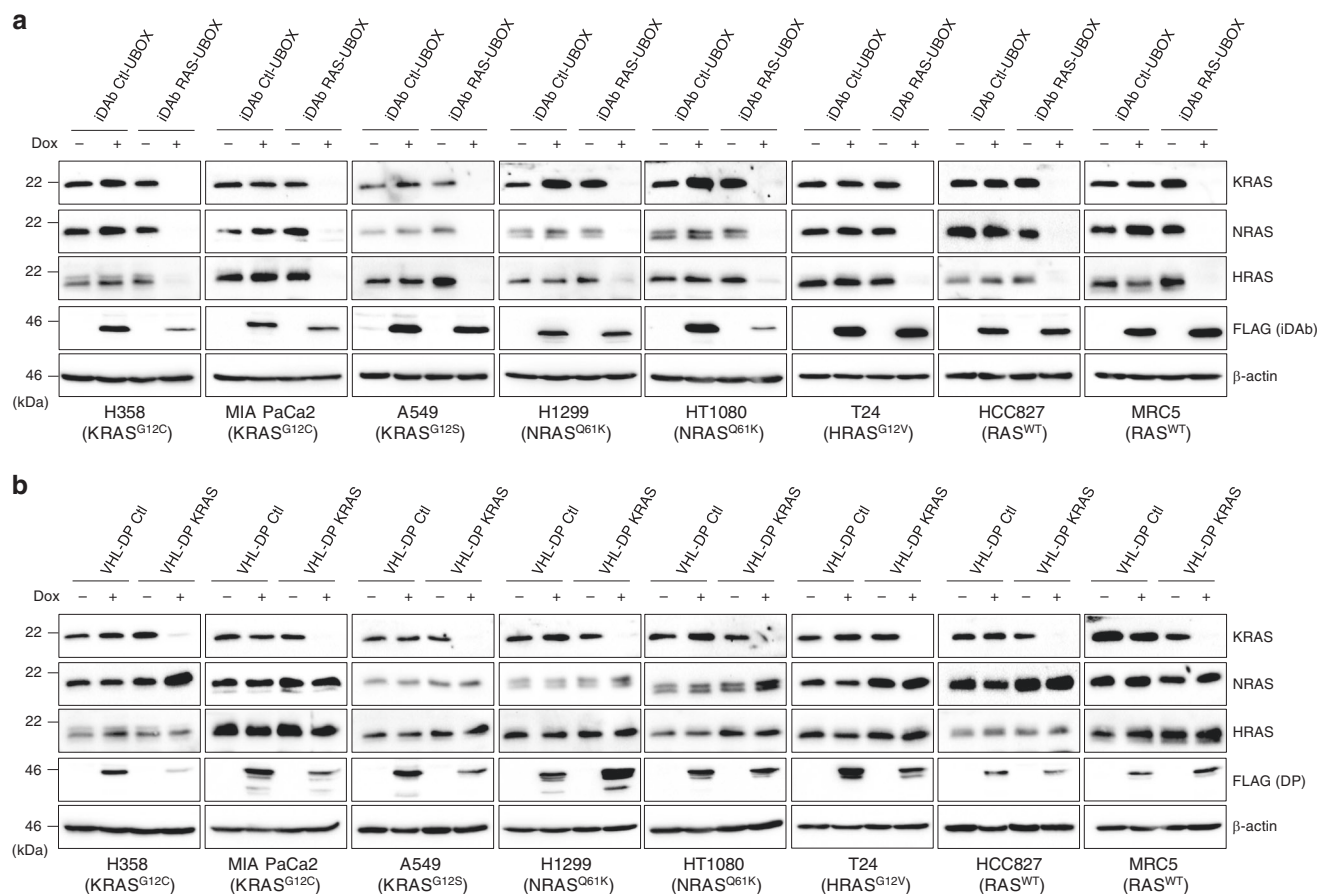 a
iDAb Ctl-UBOX iDAb RAS-UBOX iDAb Ctl-UBOX iDAb RAS-UBOX iDAb Ctl-UBOX iDAb RAS-UBOX iDAb Ctl-UBOX iDAb RAS-UBOX iDAb Ctl-UBOX iDAb RAS-UBOX iDAb Ctl-UBOX iDAb RAS-UBOX iDAb Ctl-UBOX iDAb RAS-UBOX iDAb Ctl-UBOX iDAb RAS-UBOX
Dox – + – + – + – + – + – + – + – + – + – + – + – + – + – + – + – +
22 KRAS
22 NRAS
22 HRAS
46 FLAG (iDAb)
46 β-actin
(kDa)
H358 MIA PaCa2 A549 H1299 HT1080 T24 HCC827 MRC5
(KRASG12C) (KRASG12C) (KRASG12S) (NRASQ61K) (NRASQ61K) (HRASG12V) (RASWT) (RASWT)
b
VHL-DP Ctl VHL-DP KRAS VHL-DP Ctl VHL-DP KRAS VHL-DP Ctl VHL-DP KRAS VHL-DP Ctl VHL-DP KRAS VHL-DP Ctl VHL-DP KRAS VHL-DP Ctl VHL-DP KRAS VHL-DP Ctl VHL-DP KRAS VHL-DP Ctl VHL-DP KRAS
Dox – + – + – + – + – + – + – + – + – + – + – + – + – + – + – + – +
22 KRAS
22 NRAS
22 HRAS
46 FLAG (DP)
46 β-actin
(kDa)
H358 MIA PaCa2 A549 H1299 HT1080 T24 HCC827 MRC5
(KRASG12C) (KRASG12C) (KRASG12S) (NRASQ61K) (NRASQ61K) (HRASG12V) (RASWT) (RASWT)